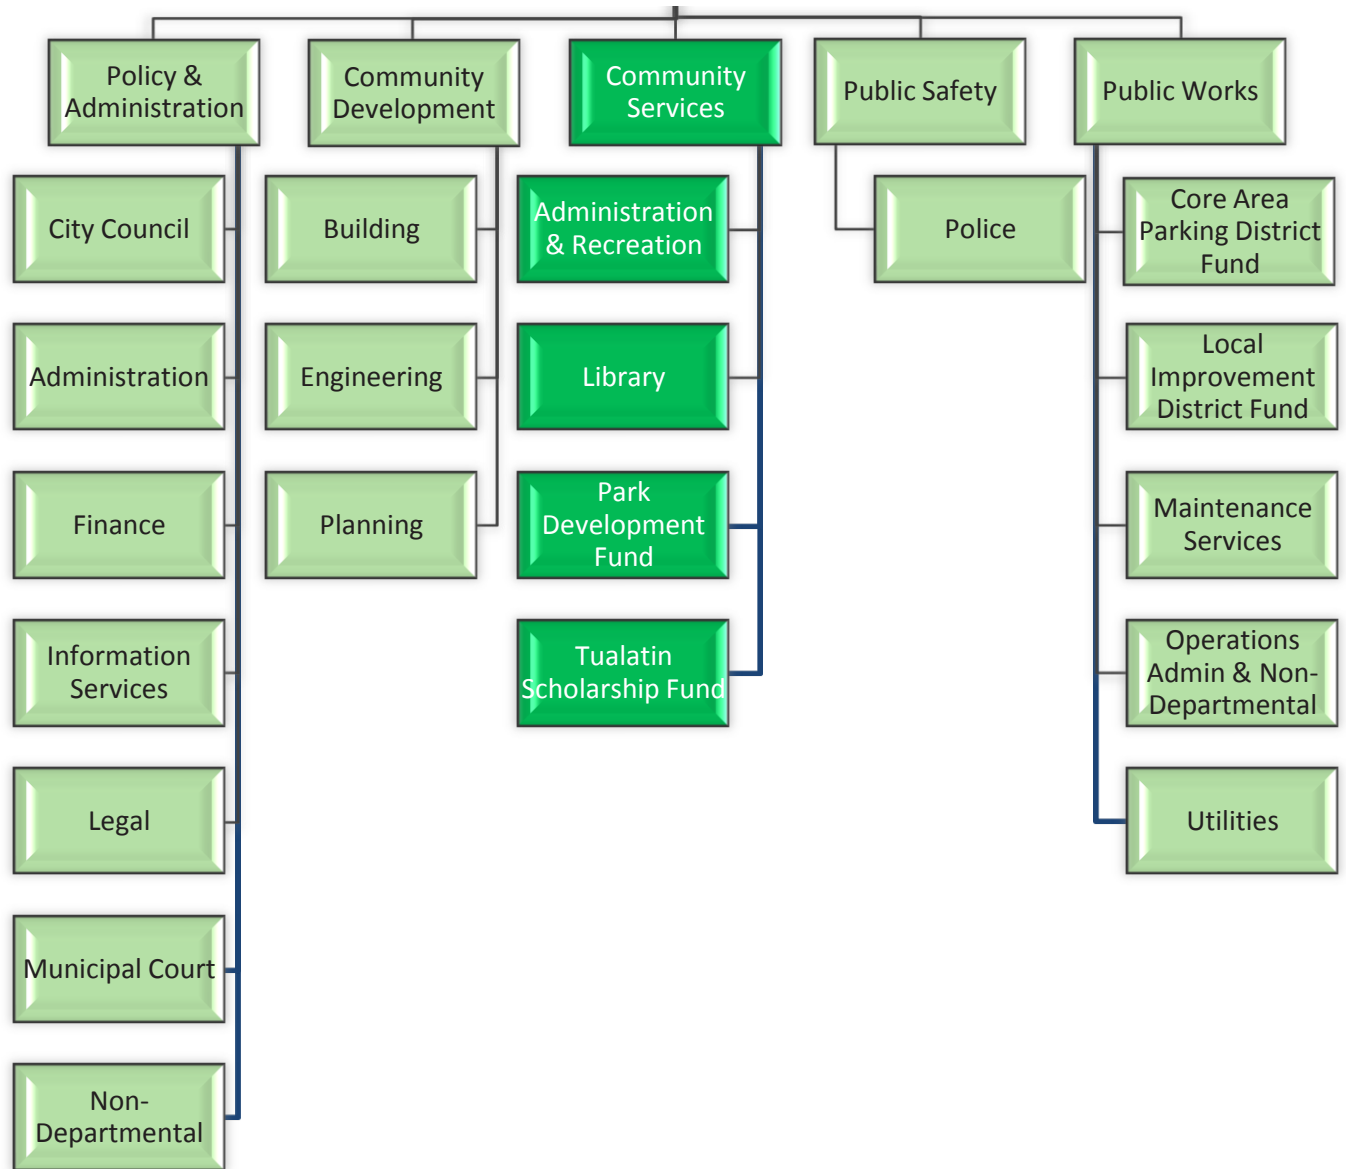 Policy &
Administration
Community
Development
Community
Services
Public Safety
Public Works
City Council
Administration
Finance
Information
Services
Legal
Municipal Court
Non-
Departmental
Building
Engineering
Planning
Administration
& Recreation
Library
Park
Development
Fund
Tualatin
Scholarship Fund
Police
Core Area
Parking District
Fund
Local
Improvement
District Fund
Maintenance
Services
Operations
Admin & Non-
Departmental
Utilities